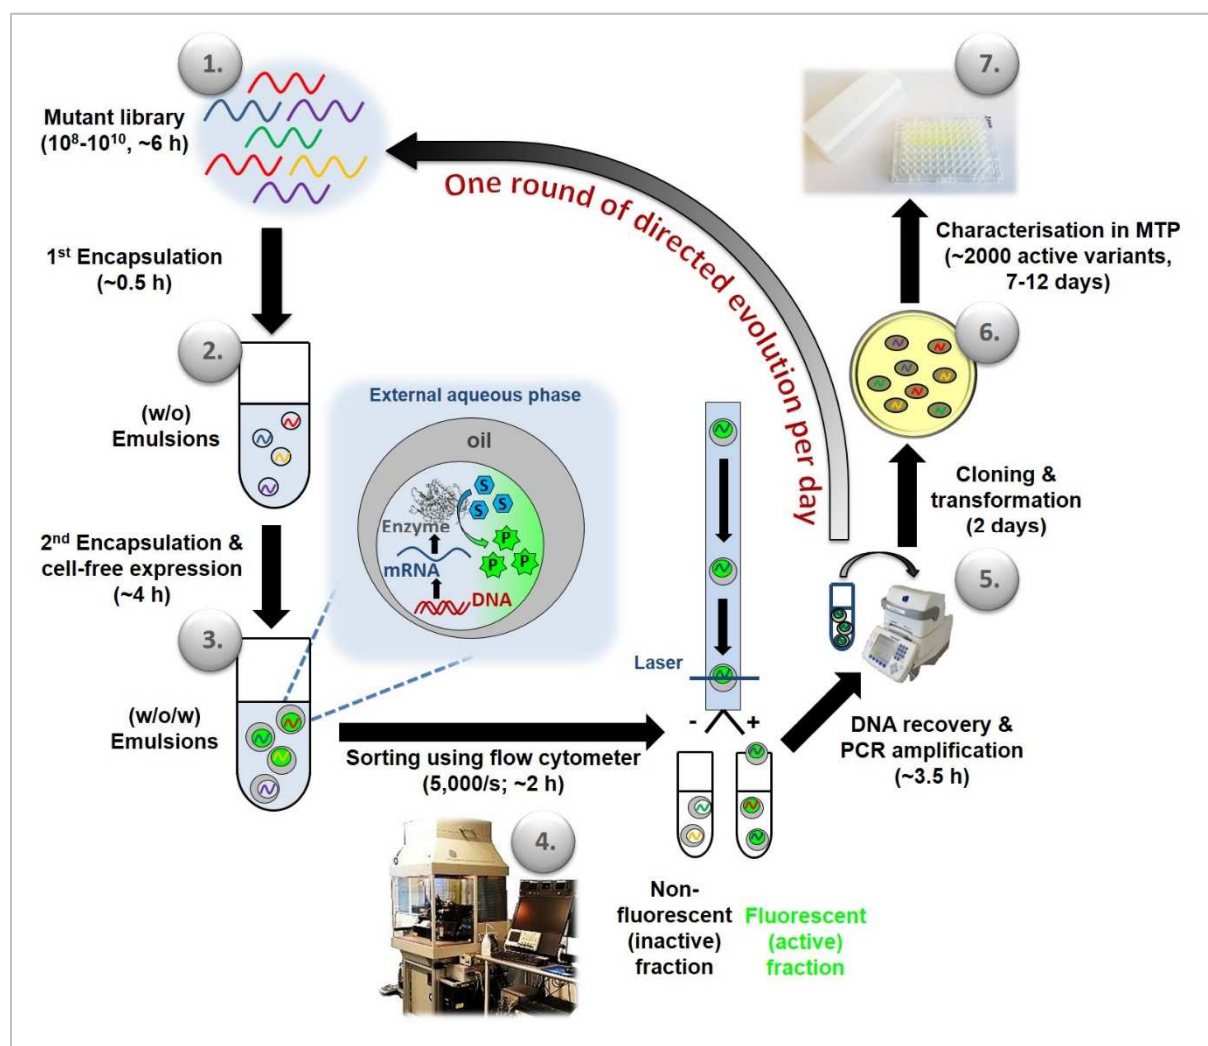 1.
Mutant library
(10⁸-10¹⁰, ~6 h)
1st Encapsulation
(~0.5 h)
2.
(w/o)
Emulsions
2nd Encapsulation &
cell-free expression
(~4 h)
3.
(w/o/w)
Emulsions
External aqueous phase
oil
S
S
S
Enzyme
P
P
P
mRNA
DNA
Sorting using flow cytometer
(5,000/s; ~2 h)
4.
Laser
-
+
Non-
fluorescent
(inactive)
fraction
Fluorescent
(active)
fraction
DNA recovery &
PCR amplification
(~3.5 h)
5.
One round of directed evolution per day
Cloning &
transformation
(2 days)
6.
Characterisation in MTP
(~2000 active variants,
7-12 days)
7.